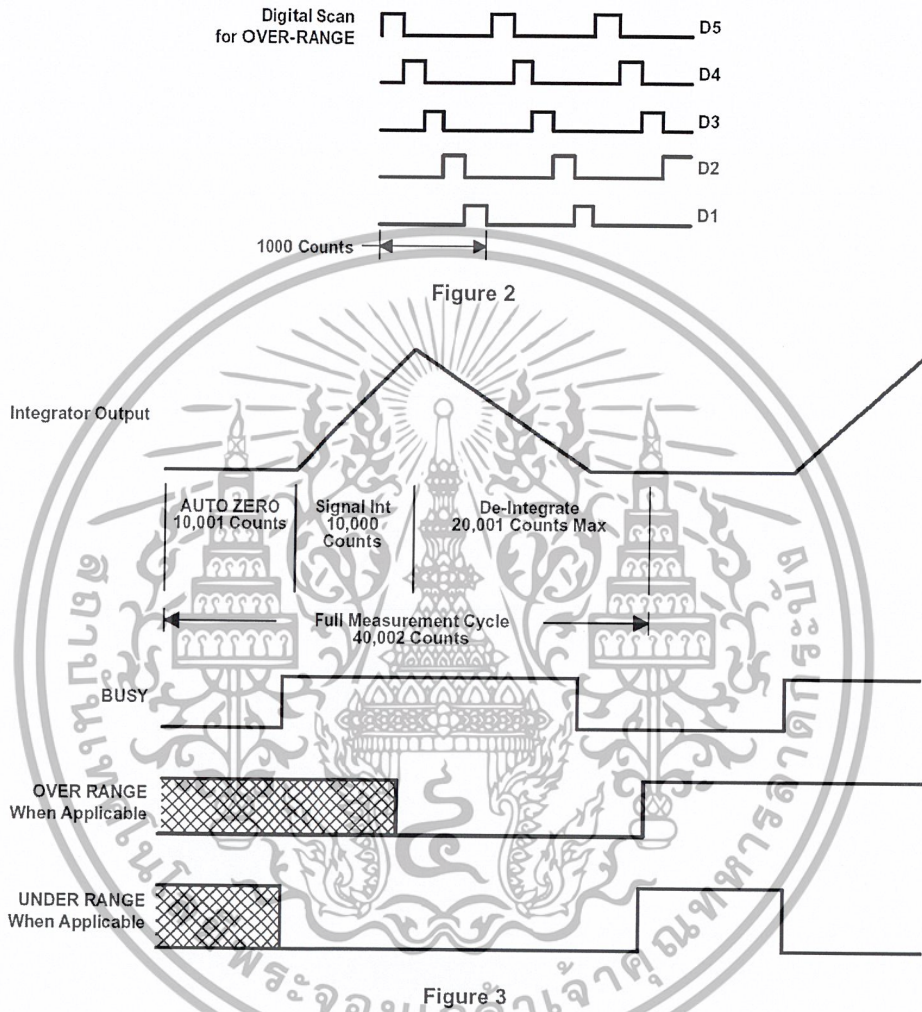 Digital Scan
for OVER-RANGE
D5
D4
D3
D2
D1
1000 Counts
Figure 2
Integrator Output
AUTO ZERO
10,001 Counts
Signal Int
10,000
Counts
De-Integrate
20,001 Counts Max
Full Measurement Cycle
40,002 Counts
BUSY
OVER RANGE
When Applicable
UNDER RANGE
When Applicable
Figure 3